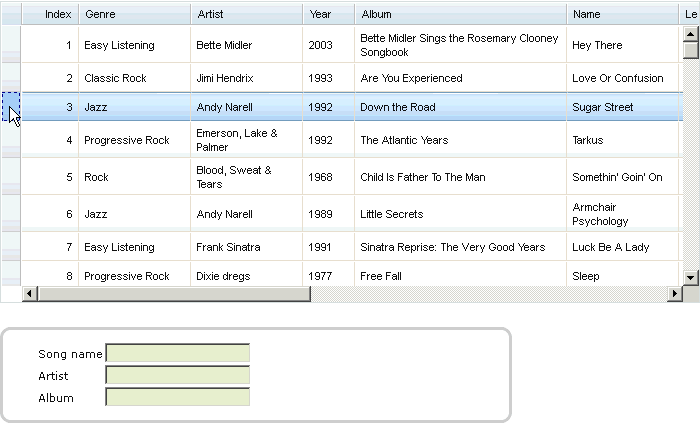 Index Genre Artist Year Album Name Le
1 Easy Listening Bette Midler 2003 Bette Midler Sings the Rosemary Clooney Songbook Hey There
2 Classic Rock Jimi Hendrix 1993 Are You Experienced Love Or Confusion
3 Jazz Andy Narell 1992 Down the Road Sugar Street
4 Progressive Rock Emerson, Lake & Palmer 1992 The Atlantic Years Tarkus
5 Rock Blood, Sweat & Tears 1968 Child Is Father To The Man Somethin' Goin' On
6 Jazz Andy Narell 1989 Little Secrets Armchair Psychology
7 Easy Listening Frank Sinatra 1991 Sinatra Reprise: The Very Good Years Luck Be A Lady
8 Progressive Rock Dixie dregs 1977 Free Fall Sleep
Song name
Artist
Album